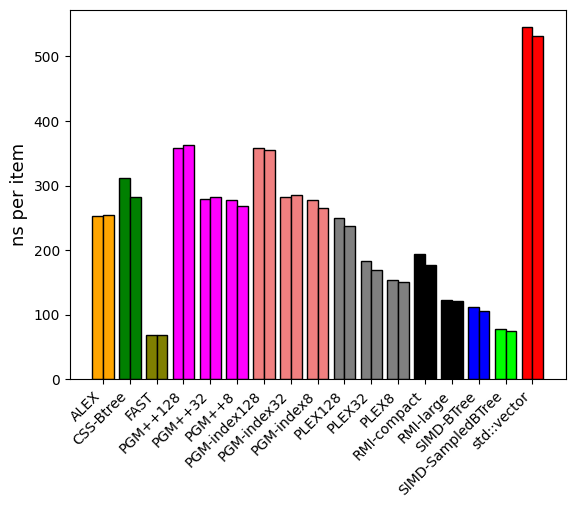 ns per item
500
400
300
200
100
0
ALEX
CSS-Btree
FAST
PGM++128
PGM++32
PGM++8
PGM-index128
PGM-index32
PGM-index8
PLEX128
PLEX32
PLEX8
RMI-compact
RMI-large
SIMD-BTree
SIMD-SampledBTree
std::vector